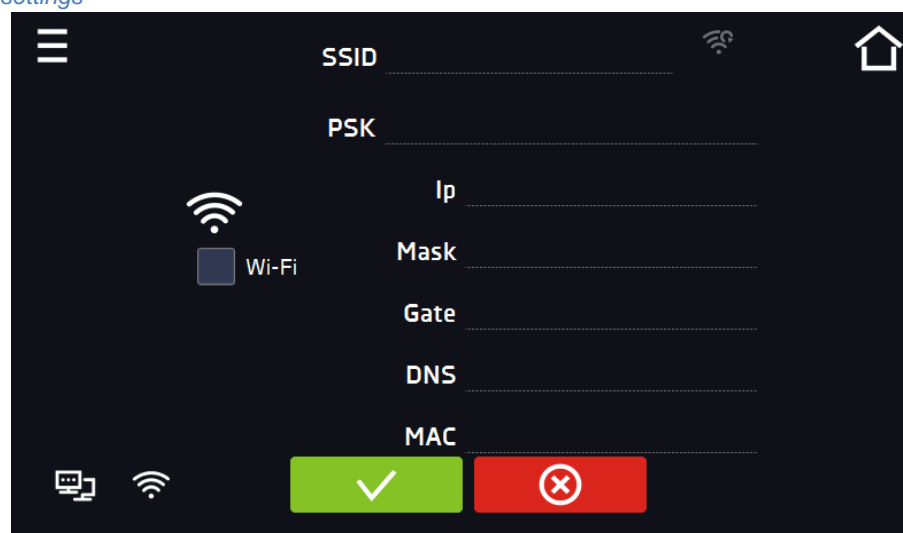 settings
SSID
PSK
Ip
Mask
Wi-Fi
Gate
DNS
MAC